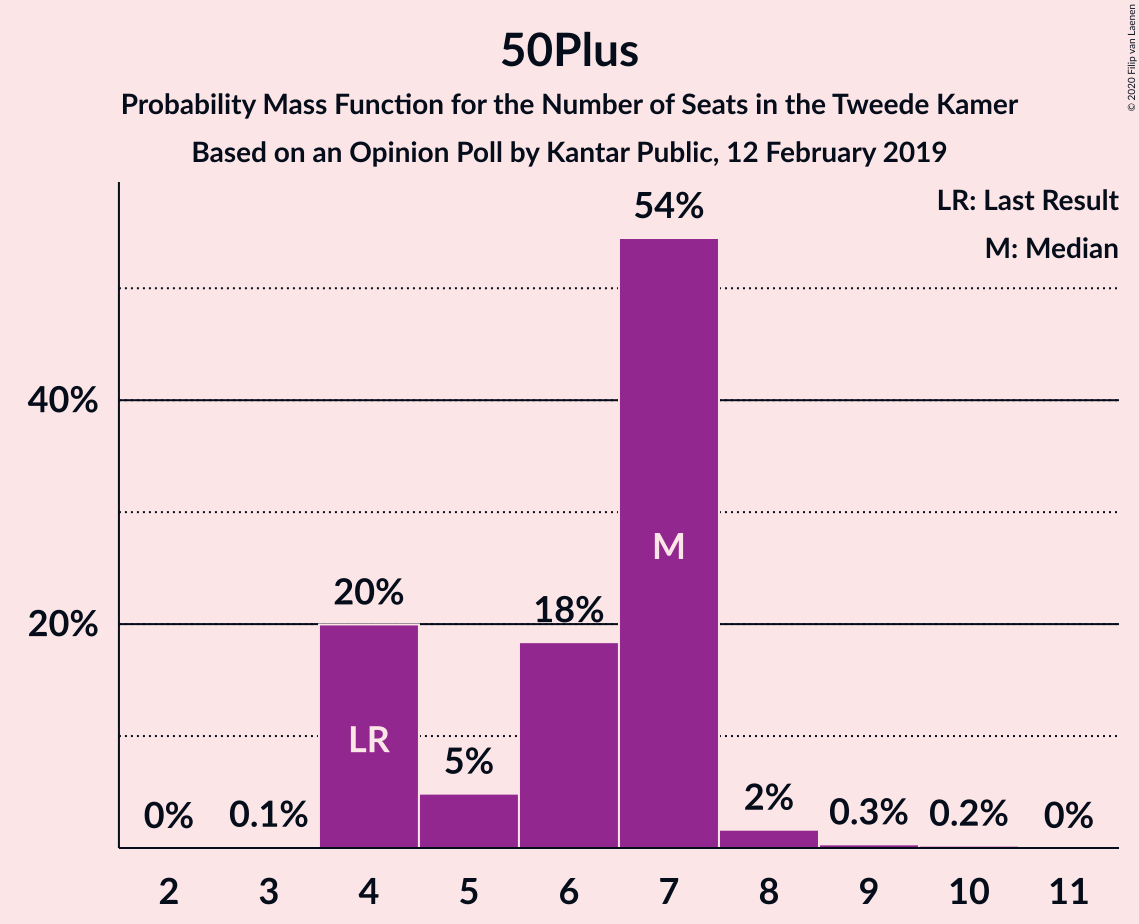 © 2020 Filip van Laenen
50Plus
Probability Mass Function for the Number of Seats in the Tweede Kamer
Based on an Opinion Poll by Kantar Public, 12 February 2019
LR: Last Result
M: Median
54%
40%
M
20%
18%
20%
LR
5%
0%
0.1%
2%
0.3%
0.2%
0%
2 3 4 5 6 7 8 9 10 11